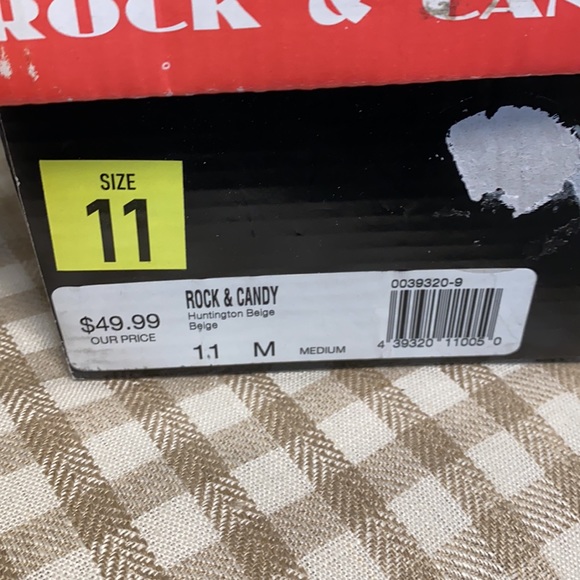 ROCK & CAN
SIZE
11
$49.99
OUR PRICE
ROCK & CANDY
Huntington Beige
Beige
11 M MEDIUM
0039320-9
4 39320 11005 0